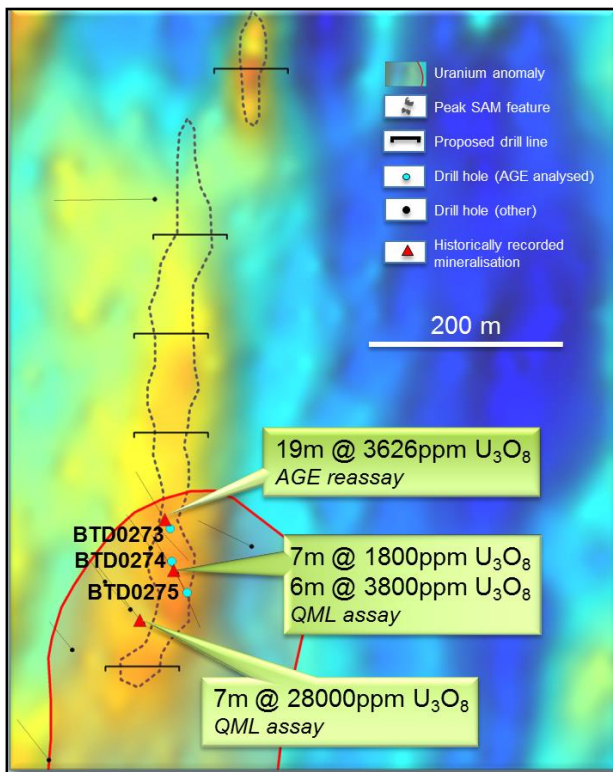 Uranium anomaly
Peak SAM feature
Proposed drill line
Drill hole (AGE analysed)
Drill hole (other)
Historically recorded
mineralisation
200 m
19m @ 3626ppm U₃O₈
AGE reassay
BTD0273
BTD0274
BTD0275
7m @ 1800ppm U₃O₈
6m @ 3800ppm U₃O₈
QML assay
7m @ 28000ppm U₃O₈
QML assay